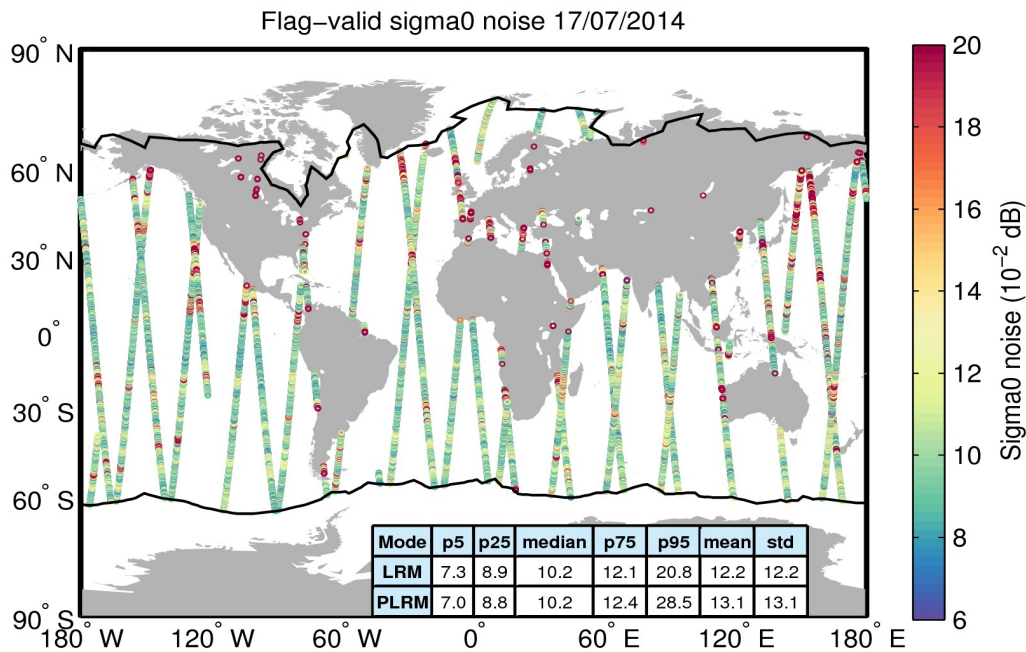 Flag−valid sigma0 noise 17/07/2014
90° N
60° N
30° N
0°
30° S
60° S
90° S
180° W
120° W
60° W
0°
60° E
120° E
180° E
20
18
16
14
12
10
8
6
Sigma0 noise (10⁻² dB)
Mode p5 p25 median p75 p95 mean std
LRM 7.3 8.9 10.2 12.1 20.8 12.2 12.2
PLRM 7.0 8.8 10.2 12.4 28.5 13.1 13.1